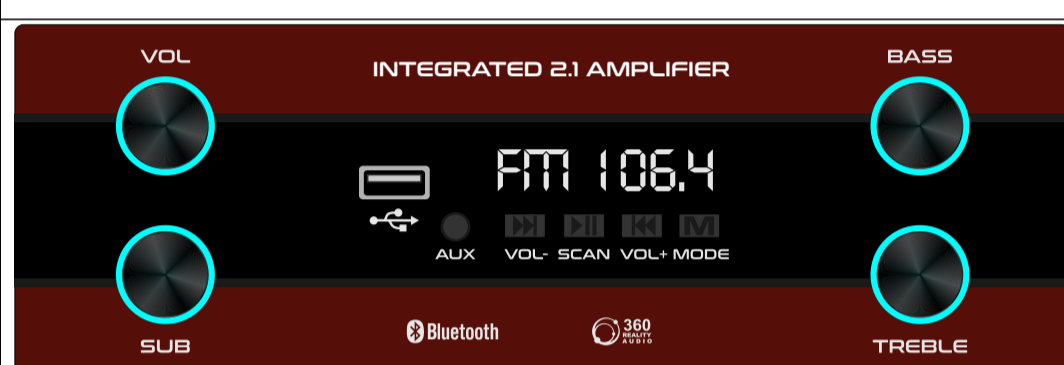 VOL
INTEGRATED 2.1 AMPLIFIER
BASS
FM 106.4
M
AUX VOL- SCAN VOL+ MODE
Bluetooth
360
REALITY
AUDIO
SUB
TREBLE